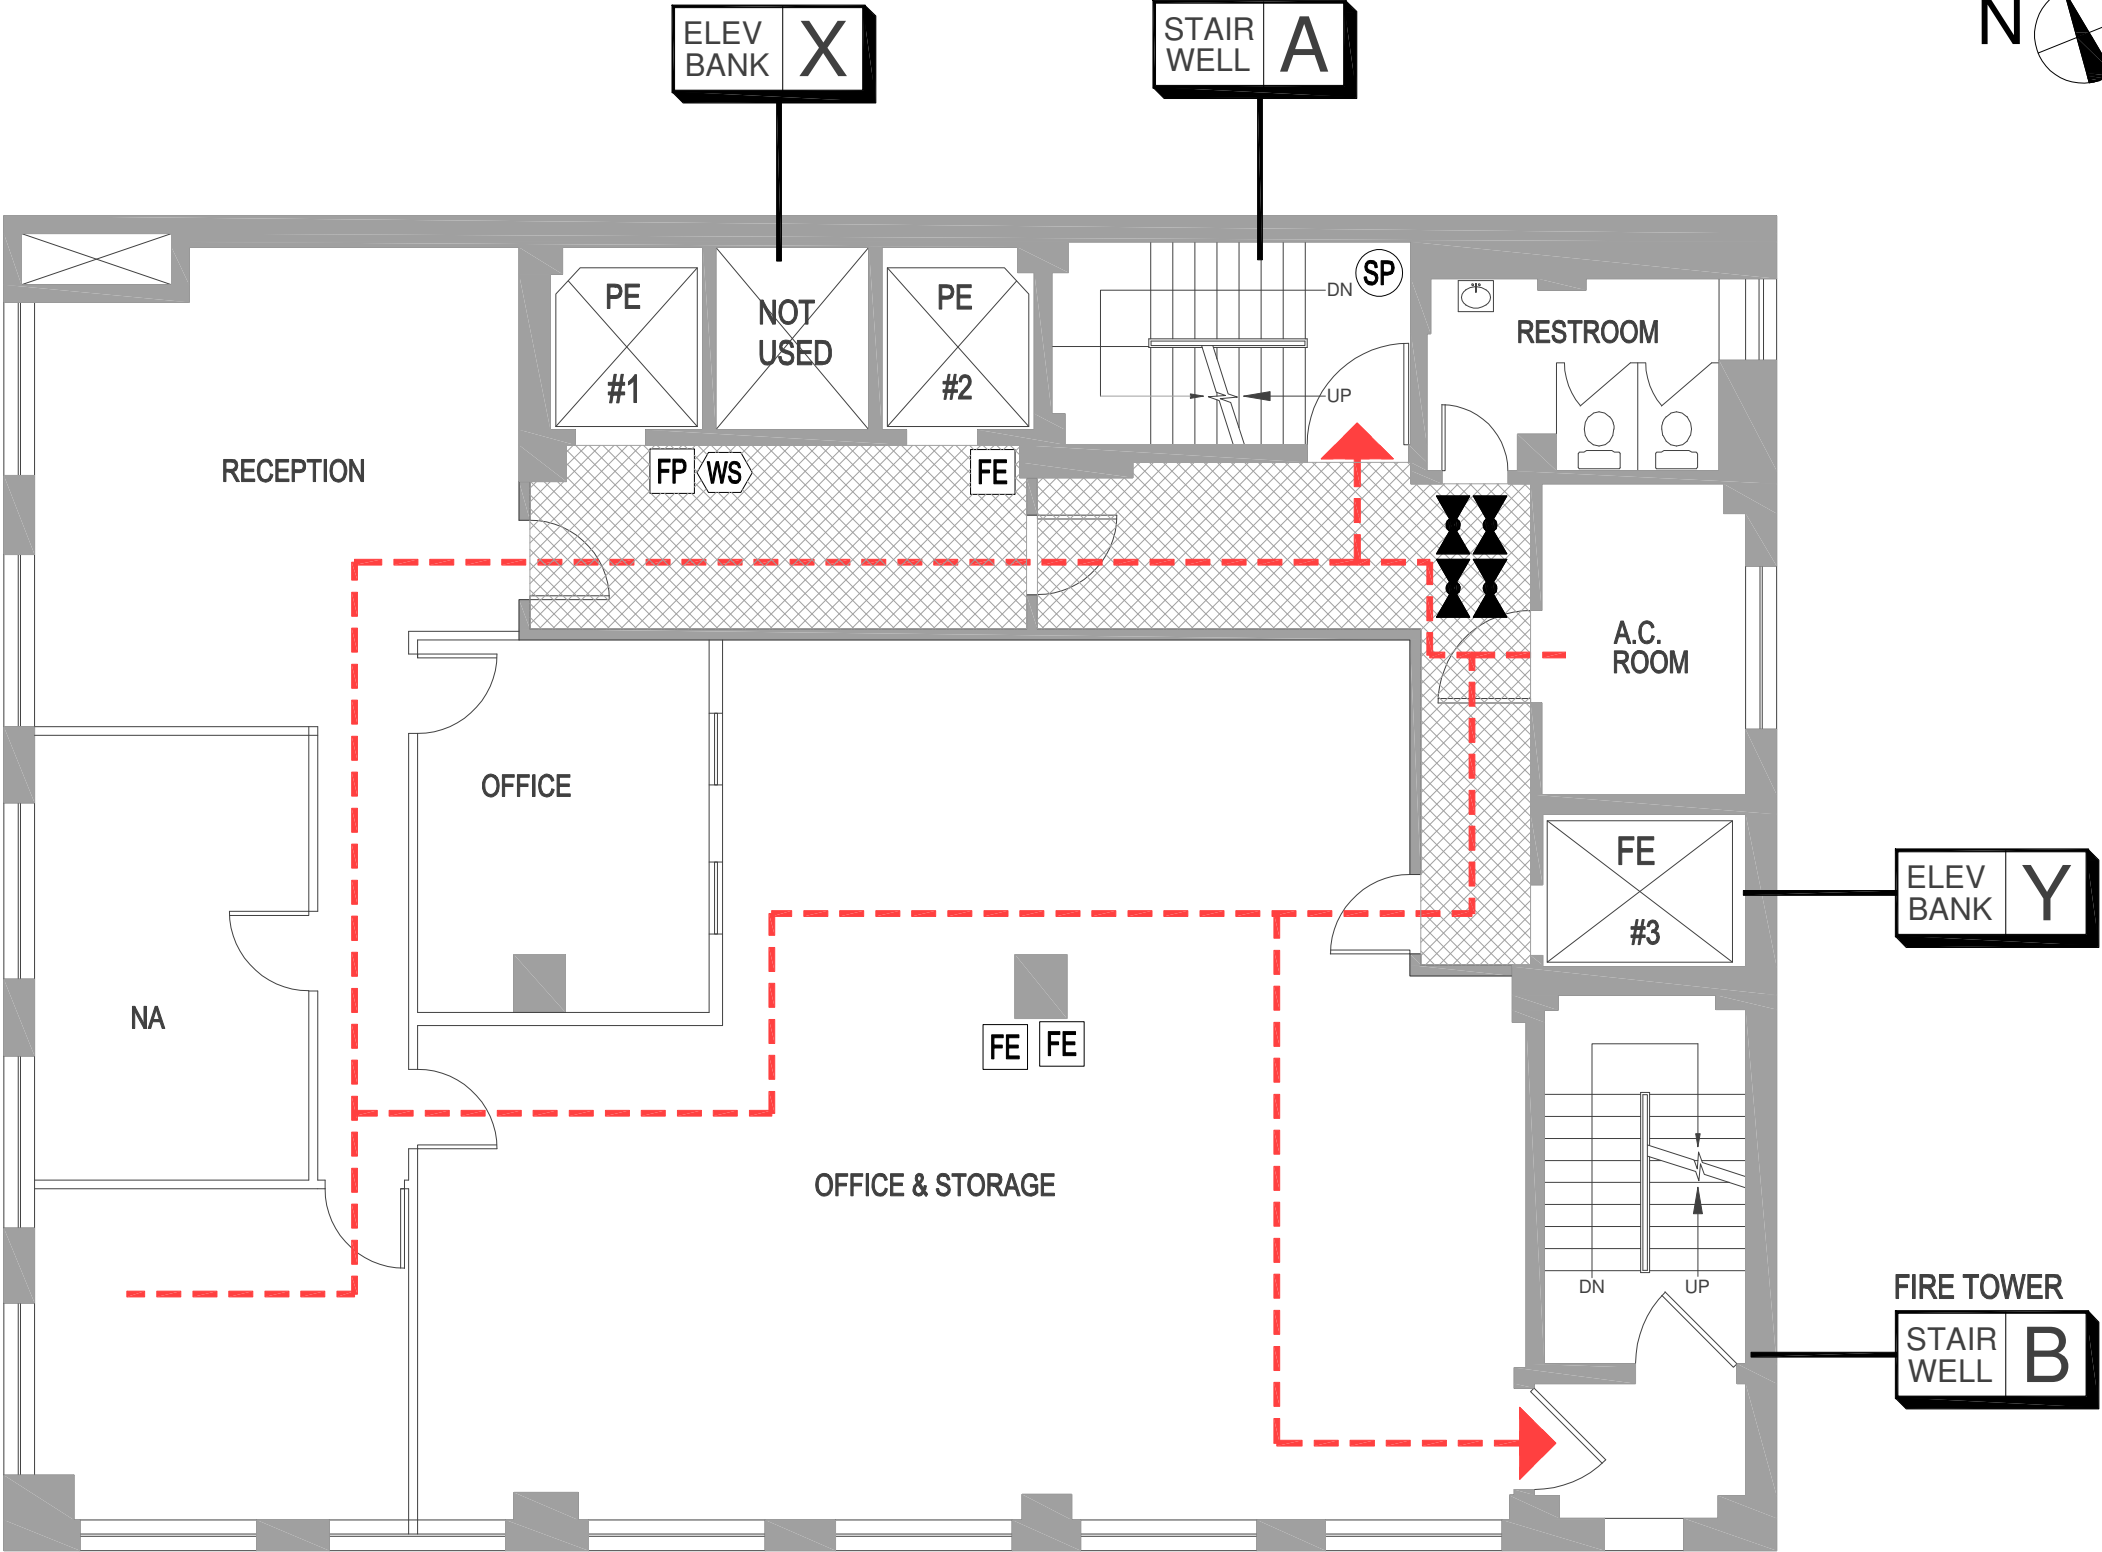 ELEV
BANK
X
STAIR
WELL
A
N
PE
#1
NOT
USED
PE
#2
DN
SP
UP
RESTROOM
RECEPTION
FP
WS
FE
A.C.
ROOM
OFFICE
FE
#3
ELEV
BANK
Y
NA
FE
FE
OFFICE & STORAGE
DN
UP
FIRE TOWER
STAIR
WELL
B